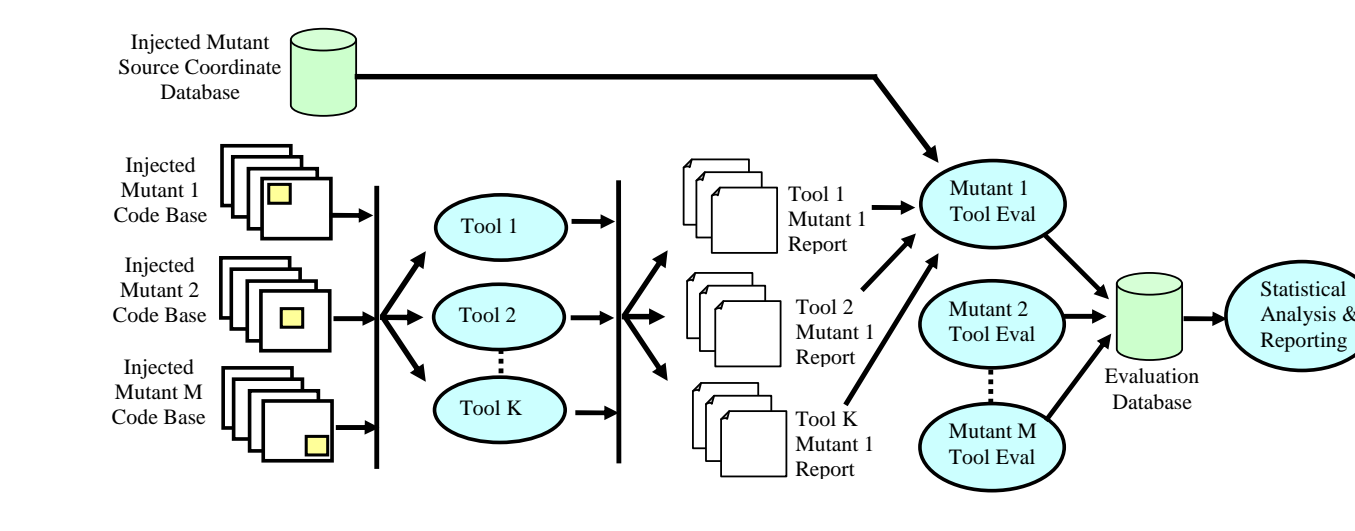 Injected Mutant
Source Coordinate
Database
Injected
Mutant 1
Code Base
Injected
Mutant 2
Code Base
Injected
Mutant M
Code Base
Tool 1
Tool 2
Tool K
Tool 1
Mutant 1
Report
Tool 2
Mutant 1
Report
Tool K
Mutant 1
Report
Mutant 1
Tool Eval
Mutant 2
Tool Eval
Mutant M
Tool Eval
Evaluation
Database
Statistical
Analysis &
Reporting